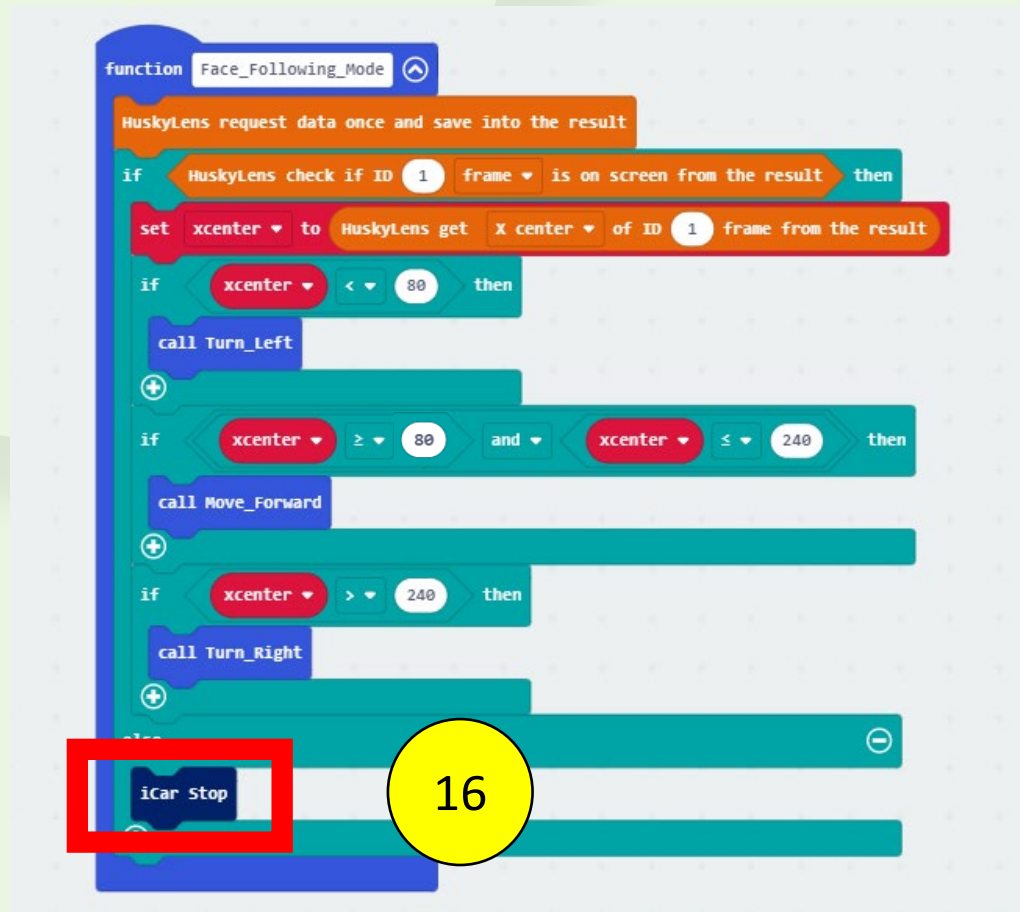 function Face_Following_Mode
HuskyLens request data once and save into the result
if HuskyLens check if ID 1 frame is on screen from the result then
set xcenter to HuskyLens get X center of ID 1 frame from the result
if xcenter < 80 then
call Turn_Left
if xcenter ≥ 80 and xcenter ≤ 240 then
call Move_Forward
if xcenter > 240 then
call Turn_Right
else
iCar Stop
16